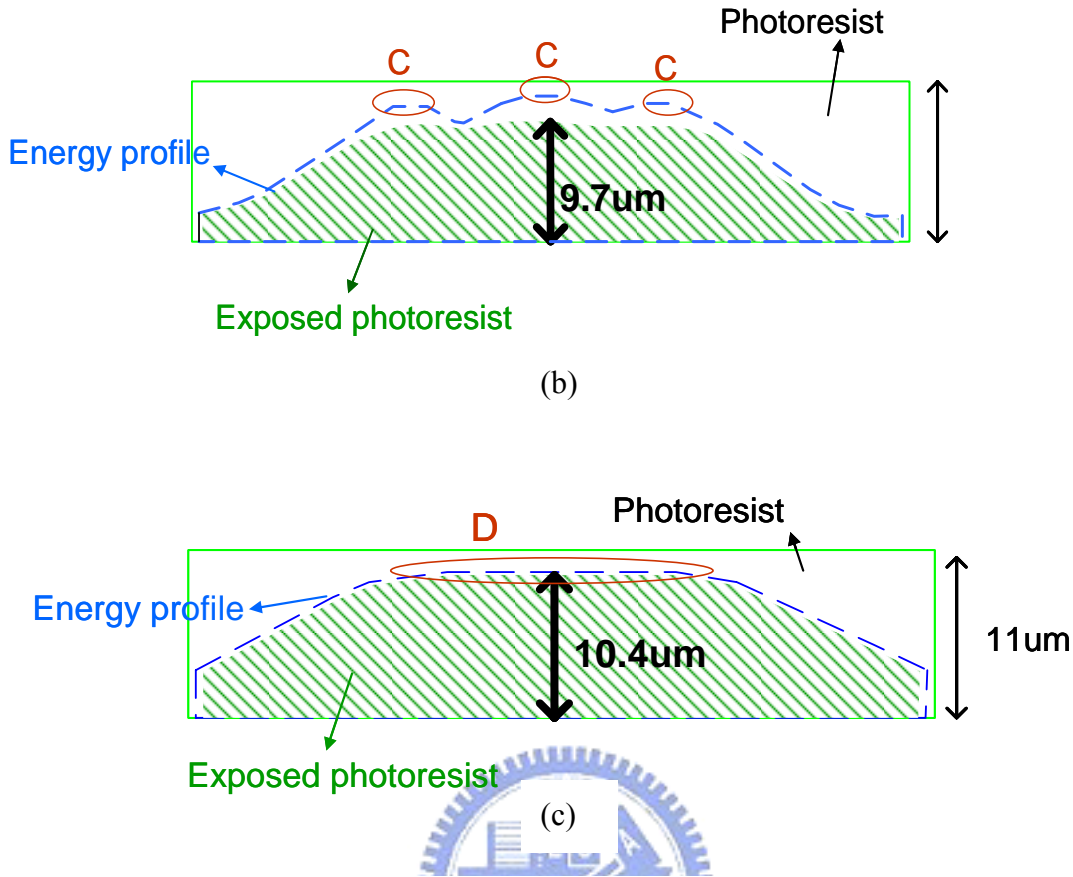 Photoresist
C
C
C
Energy profile
9.7um
Exposed photoresist
(b)
Photoresist
D
Energy profile
11um
10.4um
Exposed photoresist
(c)